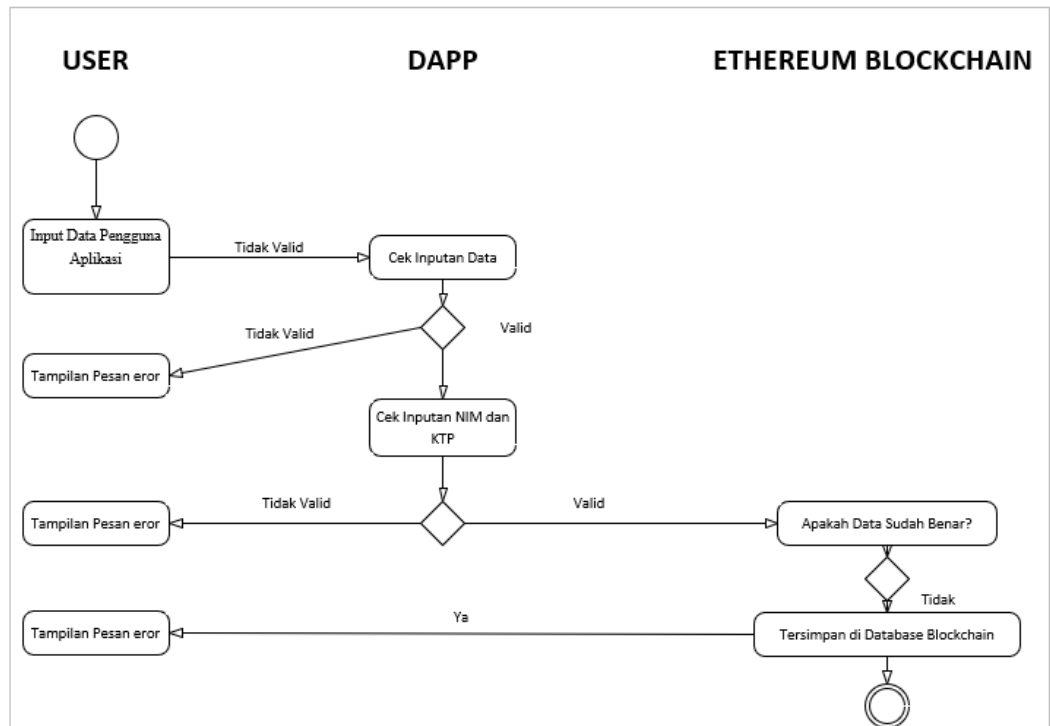 USER
DAPP
ETHEREUM BLOCKCHAIN
Input Data Pengguna
Aplikasi
Tidak Valid
Cek Inputan Data
Tidak Valid
Valid
Tampilan Pesan eror
Cek Inputan NIM dan
KTP
Tidak Valid
Valid
Tampilan Pesan eror
Apakah Data Sudah Benar?
Tidak
Ya
Tampilan Pesan eror
Tersimpan di Database Blockchain